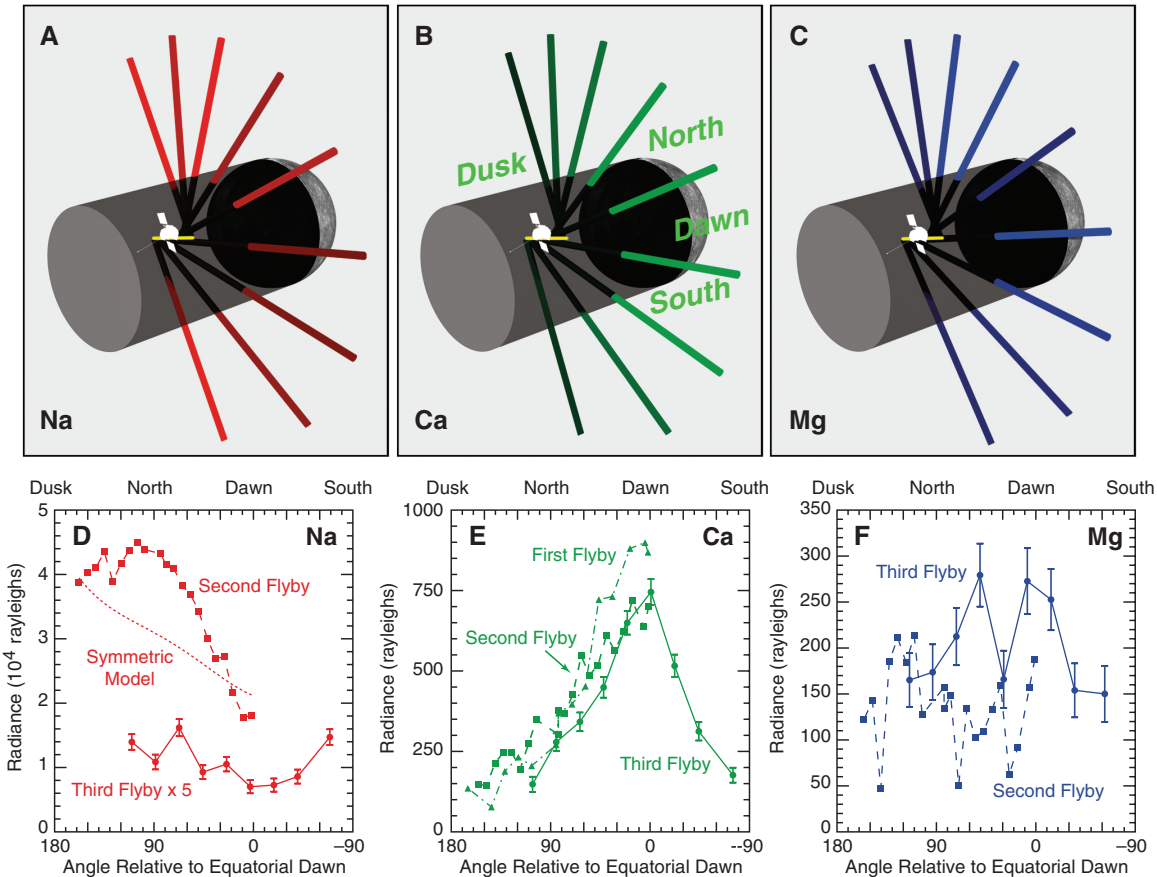 A
Na
B
Dusk
North
Dawn
South
Ca
C
Mg
Dusk North Dawn South
D Na
Second Flyby
Symmetric
Model
Third Flyby x 5
Radiance (10⁴ rayleighs)
5
4
3
2
1
0
180 90 0 –90
Angle Relative to Equatorial Dawn
Dusk North Dawn South
E Ca
First Flyby
Second Flyby
Third Flyby
Radiance (rayleighs)
1000
750
500
250
0
180 90 0 --90
Angle Relative to Equatorial Dawn
Dusk North Dawn South
F Mg
Third Flyby
Second Flyby
Radiance (rayleighs)
350
300
250
200
150
100
50
0
180 90 0 –90
Angle Relative to Equatorial Dawn